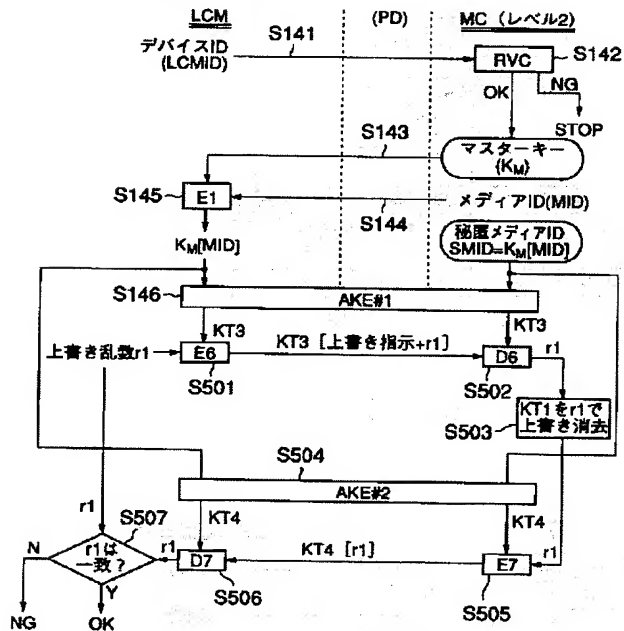 LCM
(PD)
MC (レベル2)
デバイスID
(LCMID)
S141
RVC
S142
OK
NG
STOP
S143
マスターキー
(KM)
S145
E1
メディアID(MID)
S144
KM[MID]
秘匿メディアID
SMID=KM[MID]
S146
AKE#1
KT3
KT3
上書き乱数r1
E6
KT3 [上書き指示+r1]
D6
r1
S501
S502
KT1をr1で
上書き消去
S503
S504
AKE#2
KT4
KT4
r1
S507
r1は
一致?
N
Y
NG
OK
r1
D7
KT4 [r1]
E7
r1
S506
S505